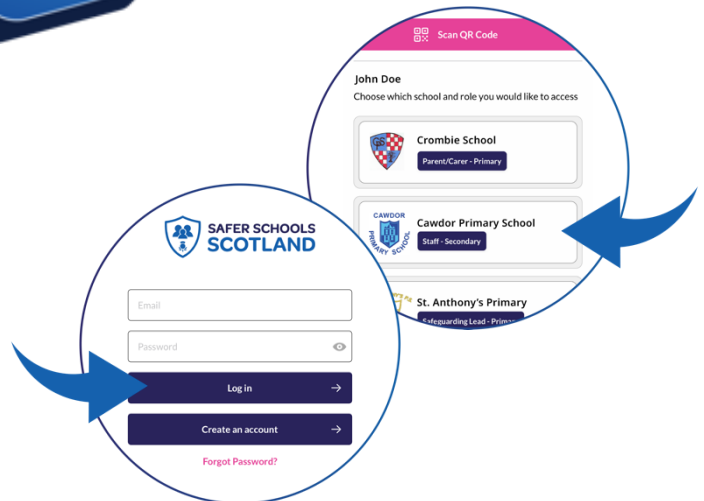 Scan QR Code
John Doe
Choose which school and role you would like to access
Crombie School
Parent/Carer - Primary
CAWDOR
PRIMARY SCHOOL
Cawdor Primary School
Staff - Secondary
St. Anthony's Primary
Safeguarding Lead - Primary
SAFER SCHOOLS
SCOTLAND
Email
Password
Log in
Create an account
Forgot Password?